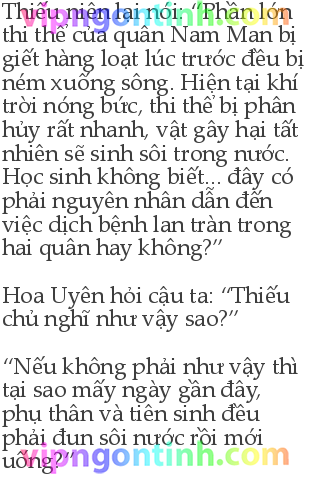 Thiếu niên lại nói: “Phần lớn
thi thể của quân Nam Man bị
giết hàng loạt lúc trước đều bị
ném xuống sông. Hiện tại khí
trời nóng bức, thi thể bị phân
hủy rất nhanh, vật gây hại tất
nhiên sẽ sinh sôi trong nước.
Học sinh không biết... đây có
phải nguyên nhân dẫn đến
việc dịch bệnh lan tràn trong
hai quân hay không?”
Hoa Uyên hỏi cậu ta: “Thiếu
chủ nghĩ như vậy sao?”
“Nếu không phải như vậy thì
tại sao mấy ngày gần đây,
phụ thân và tiên sinh đều
phải đun sôi nước rồi mới
uống?”
vipngontinh.com
vipngontinh.com